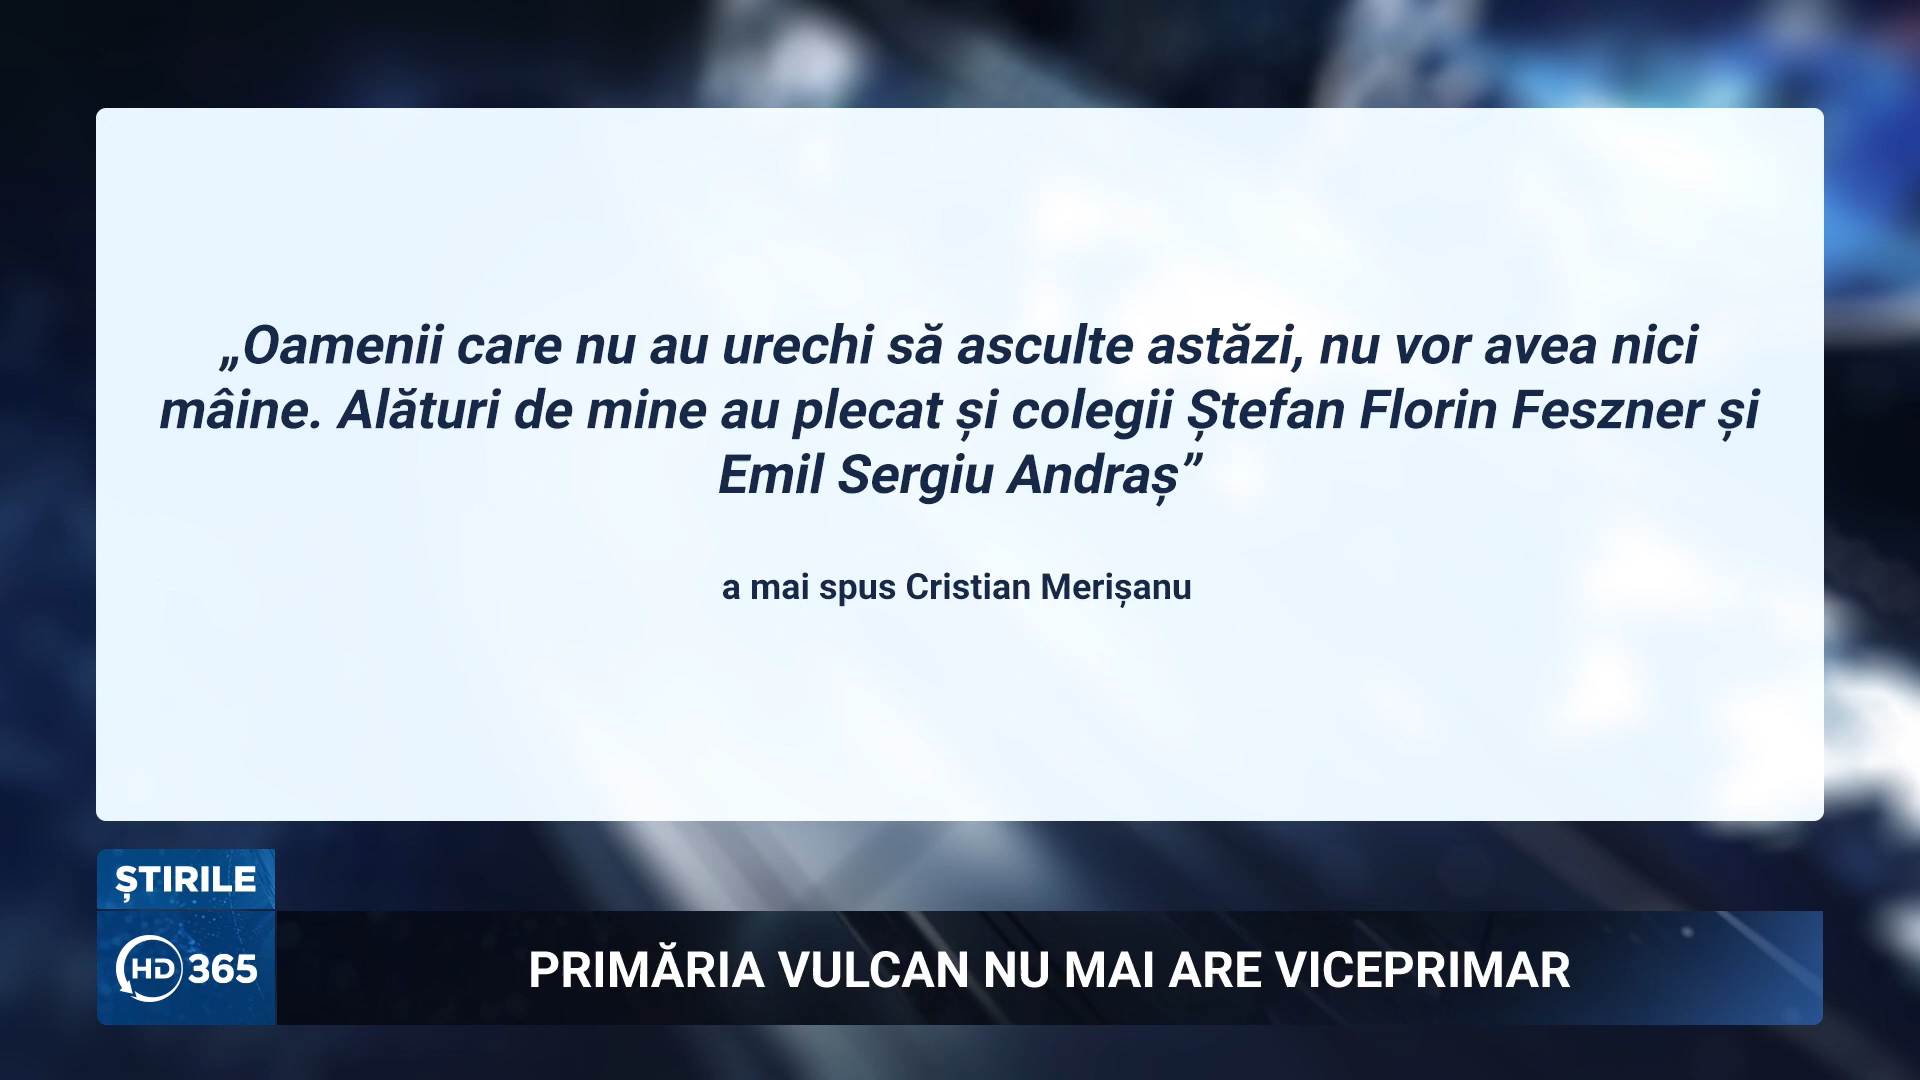 „Oamenii care nu au urechi să asculte astăzi, nu vor avea nici
mâine. Alături de mine au plecat și colegii Ștefan Florin Feszner și
Emil Sergiu Andraș”
a mai spus Cristian Merișanu
ȘTIRILE
HD 365
PRIMĂRIA VULCAN NU MAI ARE VICEPRIMAR